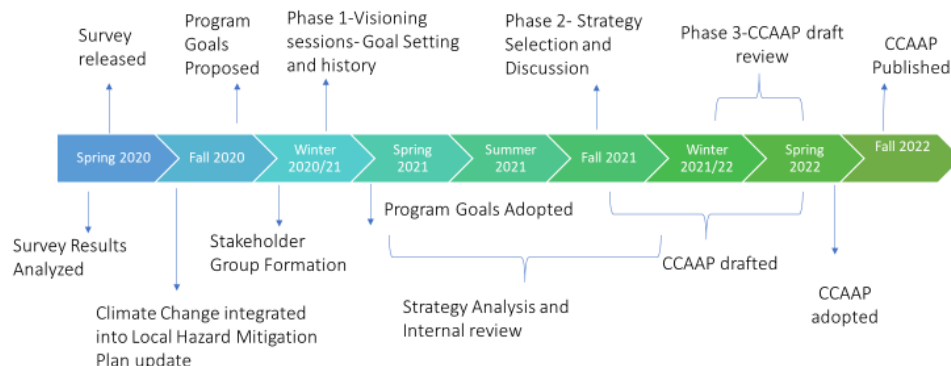 Survey
released
Program
Goals
Proposed
Phase 1-Visioning
sessions- Goal Setting
and history
Phase 2- Strategy
Selection and
Discussion
Phase 3-CCAAP draft
review
CCAAP
Published
Spring 2020
Fall 2020
Winter
2020/21
Spring
2021
Summer
2021
Fall 2021
Winter
2021/22
Spring
2022
Fall 2022
Survey Results
Analyzed
Climate Change integrated
into Local Hazard Mitigation
Plan update
Stakeholder
Group Formation
Program Goals Adopted
Strategy Analysis and
Internal review
CCAAP drafted
CCAAP
adopted